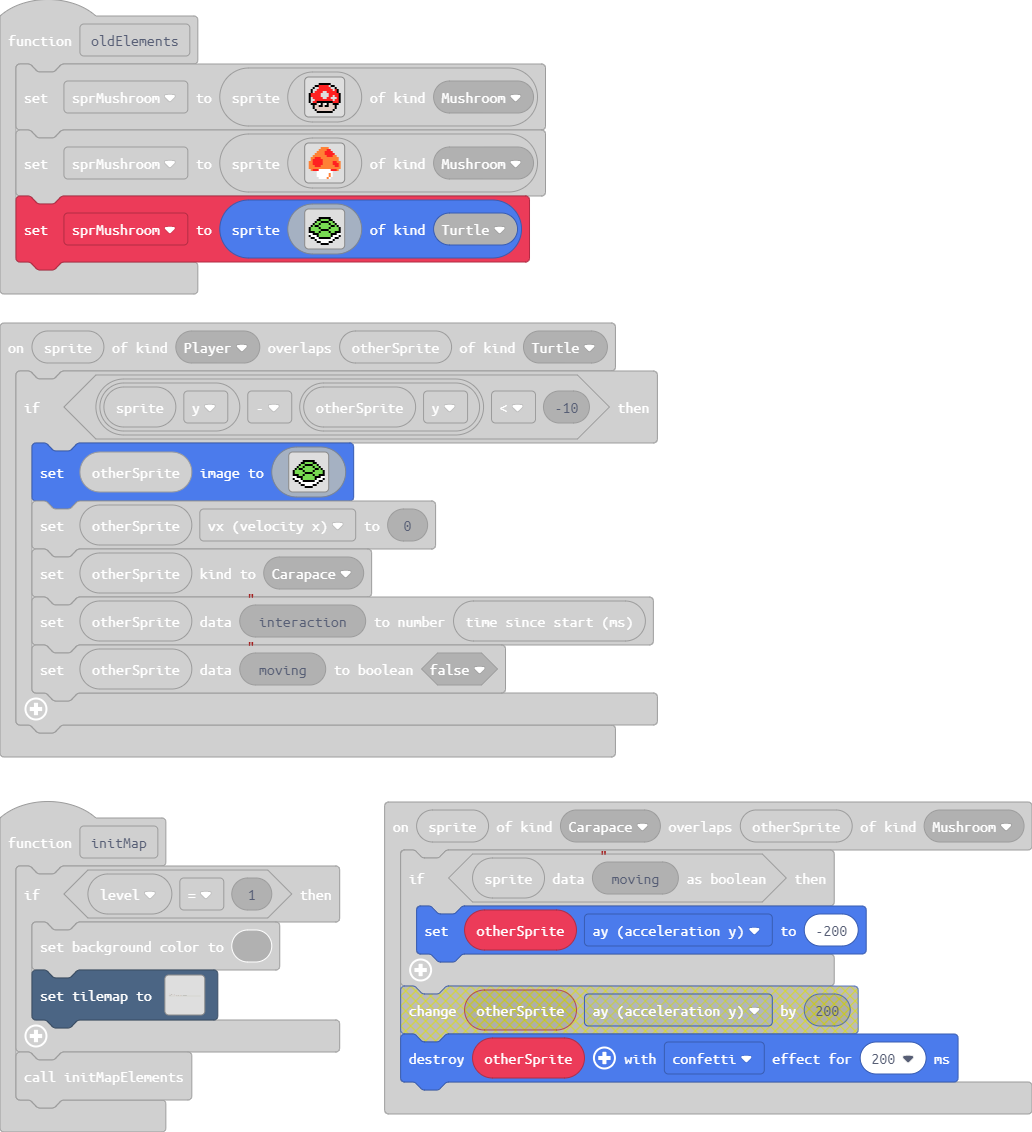 function oldElements
set sprMushroom to sprite of kind Mushroom
set sprMushroom to sprite of kind Mushroom
set sprMushroom to sprite of kind Turtle
on sprite of kind Player overlaps otherSprite of kind Turtle
if sprite y - otherSprite y < -10 then
set otherSprite image to
set otherSprite vx (velocity x) to 0
set otherSprite kind to Carapace
set otherSprite data "interaction" to number time since start (ms)
set otherSprite data "moving" to boolean false
function initMap
if level = 1 then
set background color to
set tilemap to
call initMapElements
on sprite of kind Carapace overlaps otherSprite of kind Mushroom
if sprite data "moving" as boolean then
set otherSprite ay (acceleration y) to -200
change otherSprite ay (acceleration y) by 200
destroy otherSprite with confetti effect for 200 ms